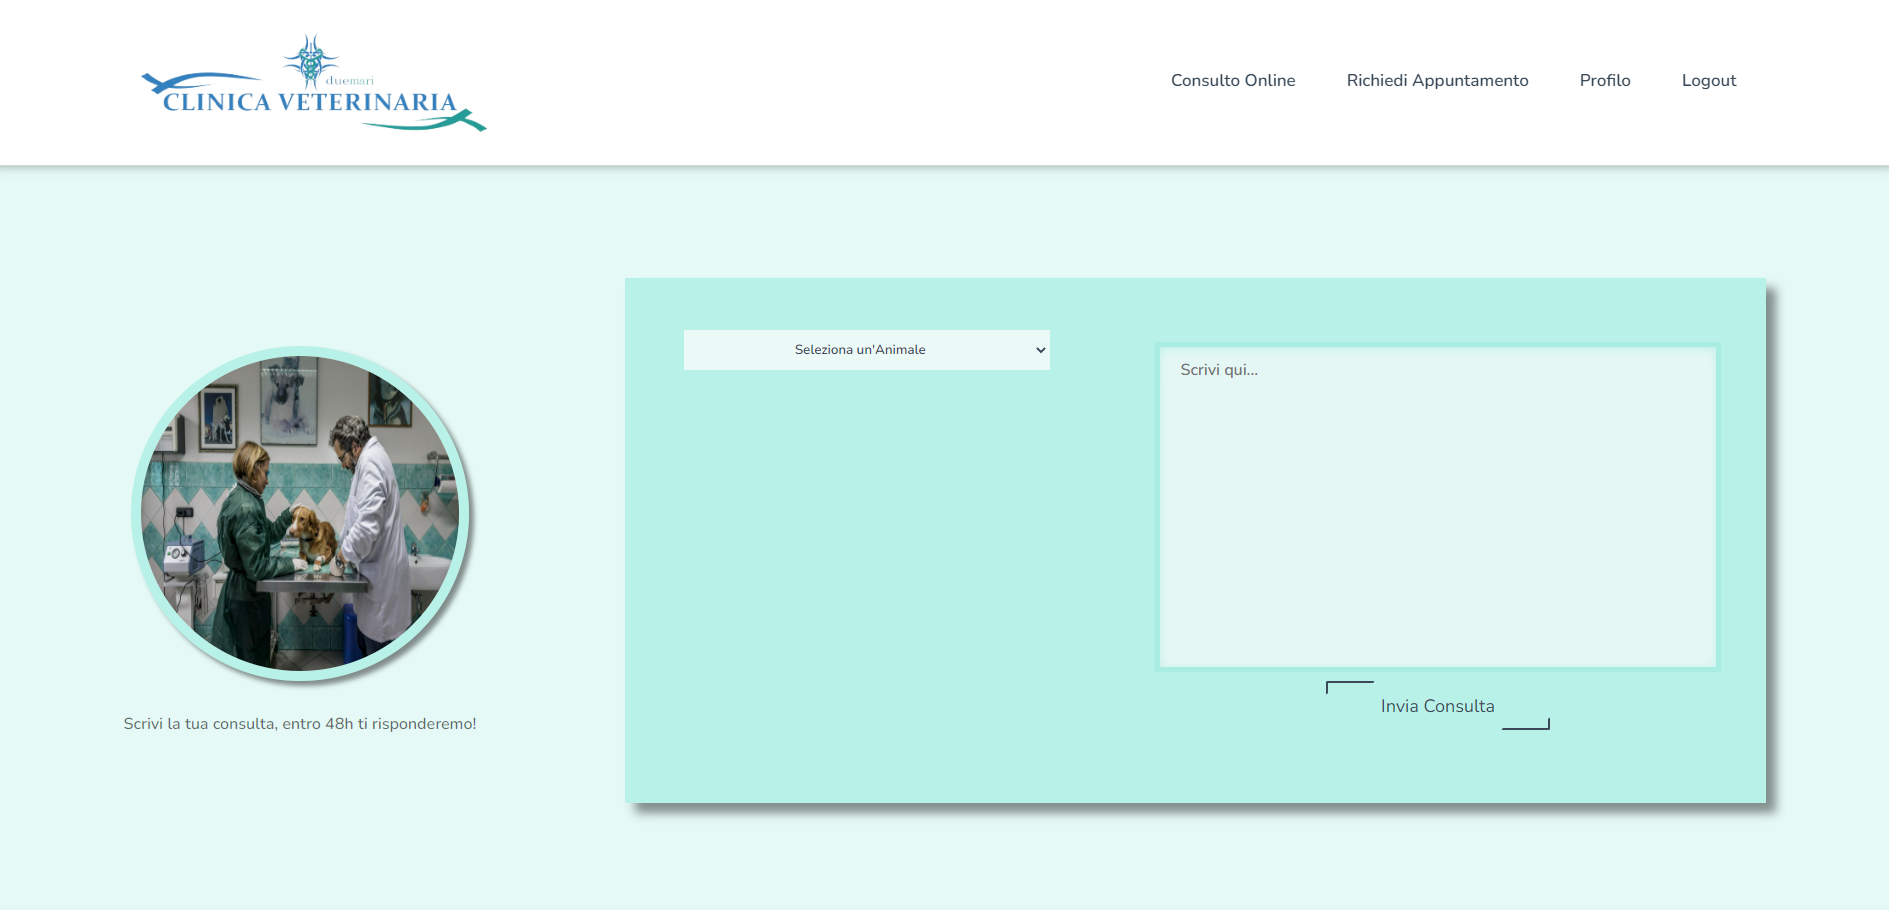 duemari
CLINICA VETERINARIA
Consulto Online
Richiedi Appuntamento
Profilo
Logout
Seleziona un'Animale
Scrivi qui...
Invia Consulta
Scrivi la tua consulta, entro 48h ti risponderemo!